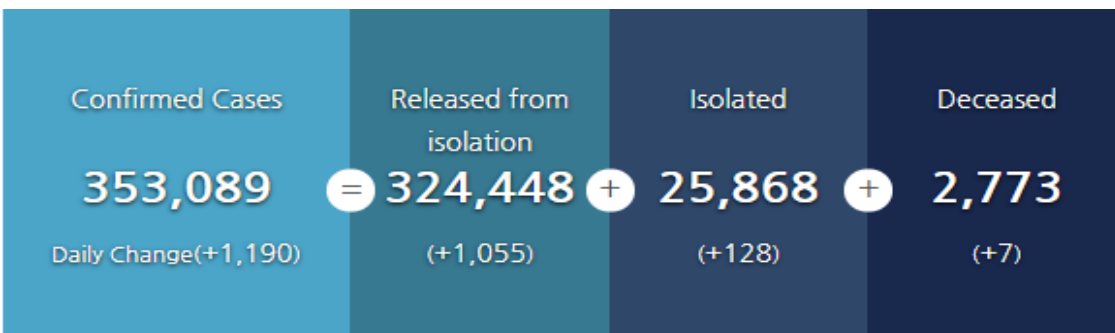 Confirmed Cases
353,089
Daily Change(+1,190)
=
Released from
isolation
324,448
(+1,055)
+
Isolated
25,868
(+128)
+
Deceased
2,773
(+7)